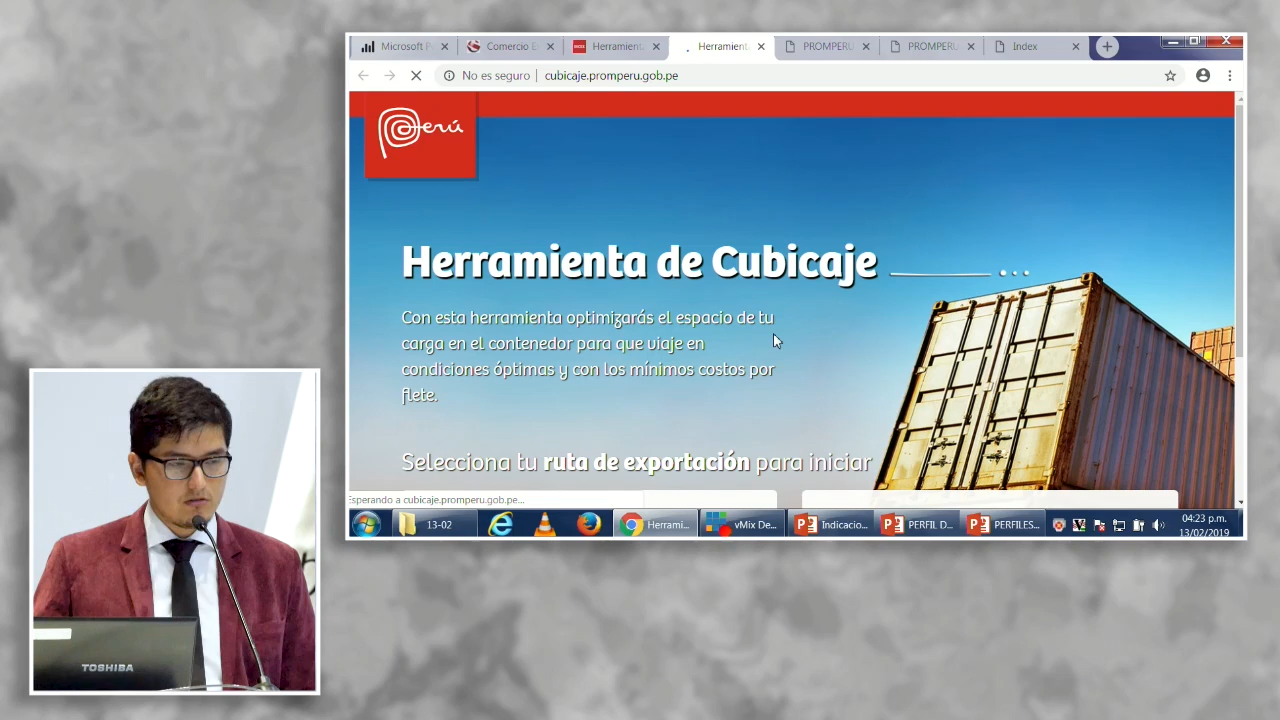 Microsoft P
Comercio E
Herramient
Herramient
PROMPERU
PROMPERU
Index
No es seguro | cubicaje.promperu.gob.pe
Perú
Herramienta de Cubicaje
Con esta herramienta optimizarás el espacio de tu
carga en el contenedor para que viaje en
condiciones óptimas y con los mínimos costos por
flete.
Selecciona tu ruta de exportación para iniciar
Esperando a cubicaje.promperu.gob.pe...
13-02
Herrami...
vMix De...
Indicacio...
PERFIL D...
PERFILES...
04:23 p.m.
13/02/2019
TOSHIBA